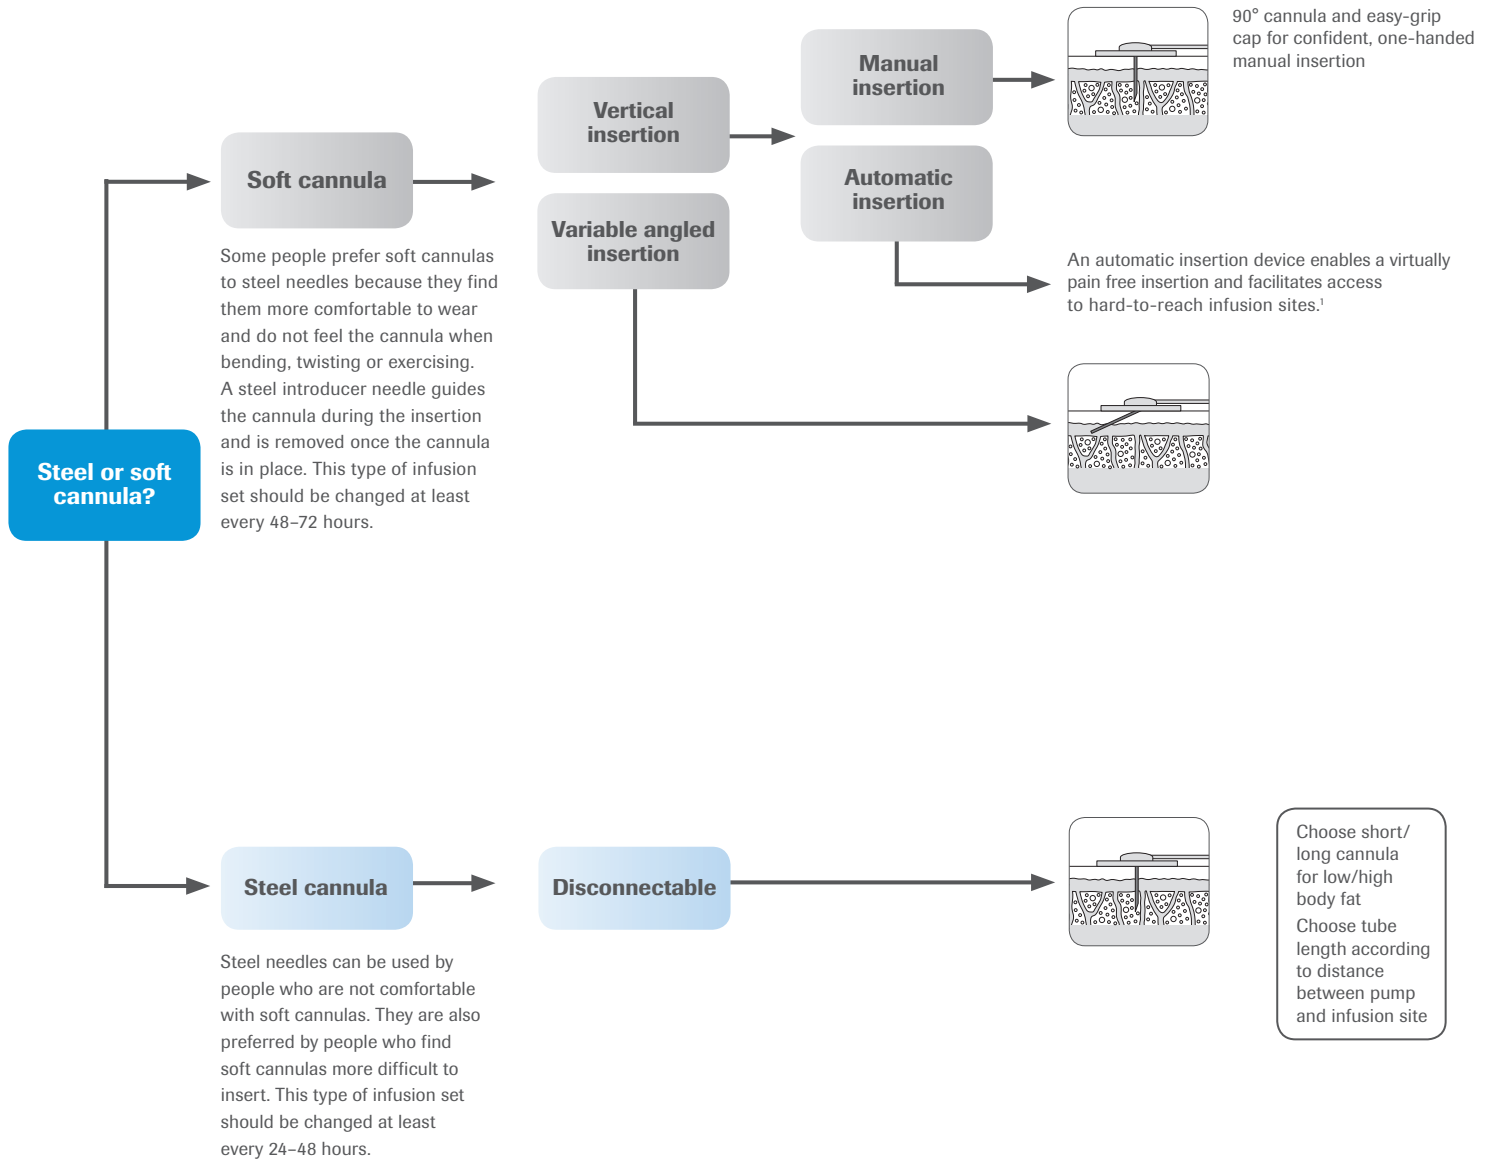 90° cannula and easy-grip
cap for confident, one-handed
manual insertion
Manual
insertion
Vertical
insertion
Soft cannula
Automatic
insertion
Variable angled
insertion
Some people prefer soft cannulas
to steel needles because they find
them more comfortable to wear
and do not feel the cannula when
bending, twisting or exercising.
A steel introducer needle guides
the cannula during the insertion
and is removed once the cannula
is in place. This type of infusion
set should be changed at least
every 48–72 hours.
An automatic insertion device enables a virtually
pain free insertion and facilitates access
to hard-to-reach infusion sites.¹
Steel or soft
cannula?
Steel cannula
Disconnectable
Choose short/
long cannula
for low/high
body fat
Choose tube
length according
to distance
between pump
and infusion site
Steel needles can be used by
people who are not comfortable
with soft cannulas. They are also
preferred by people who find
soft cannulas more difficult to
insert. This type of infusion set
should be changed at least
every 24–48 hours.